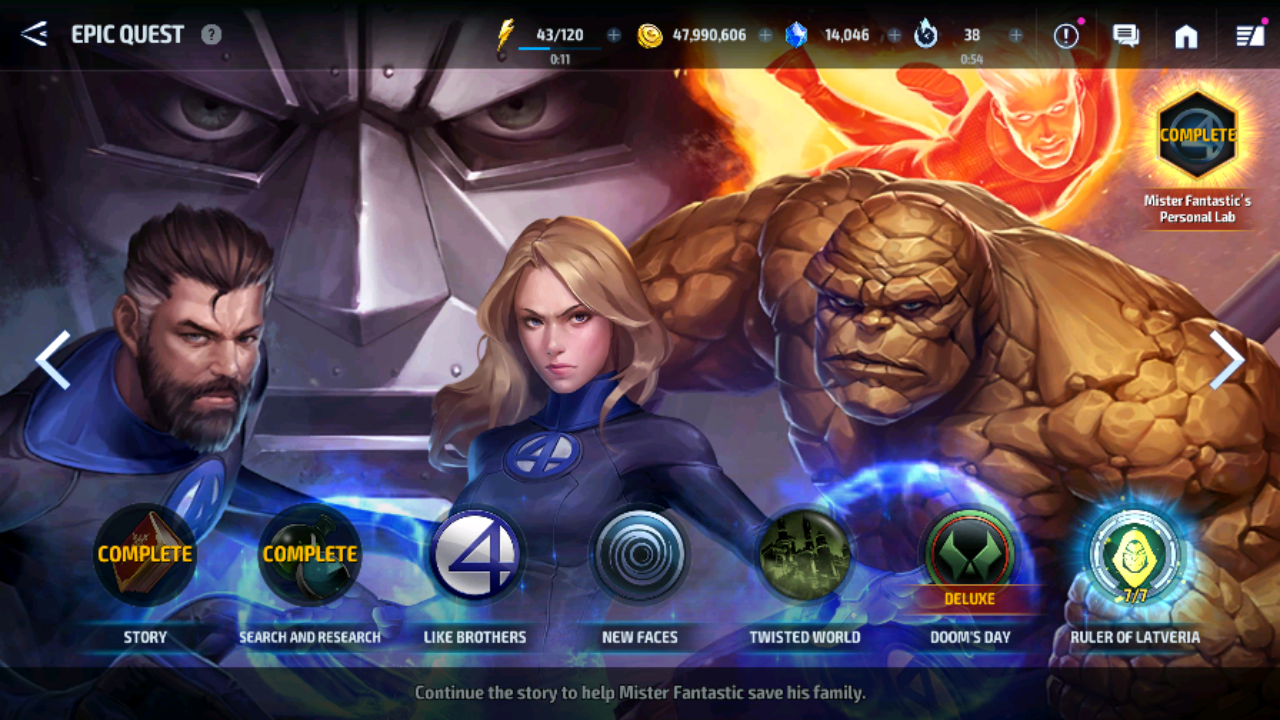 EPIC QUEST ?
43/120
47,990,606
14,046
38
0:11
0:54
COMPLETE
Mister Fantastic's
Personal Lab
COMPLETE
COMPLETE
4
DELUXE
7/7
STORY
SEARCH AND RESEARCH
LIKE BROTHERS
NEW FACES
TWISTED WORLD
DOOM'S DAY
RULER OF LATVERIA
Continue the story to help Mister Fantastic save his family.